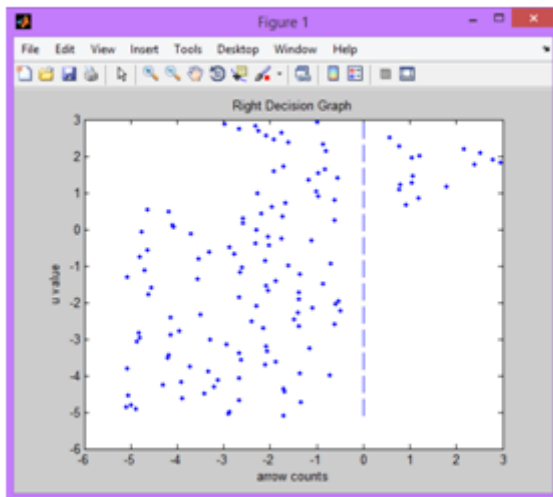 Figure 1
File Edit View Insert Tools Desktop Window Help
Right Decision Graph
3
2
1
0
-1
-2
-3
-4
-5
-6
u value
-6 -5 -4 -3 -2 -1 0 1 2 3
arrow counts